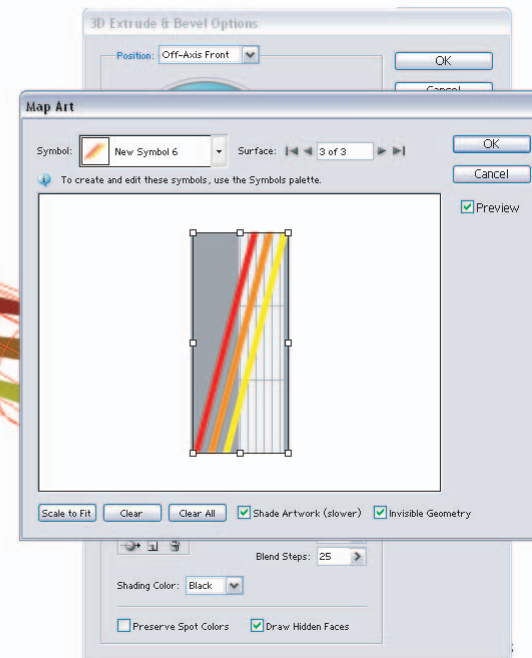 3D Extrude & Bevel Options
Position: Off-Axis Front
OK
Cancel
Map Art
Symbol: New Symbol 6 Surface: 3 of 3 OK
To create and edit these symbols, use the Symbols palette. Cancel
Preview
Scale to Fit Clear Clear All Shade Artwork (slower) Invisible Geometry
Blend Steps: 25
Shading Color: Black
Preserve Spot Colors Draw Hidden Faces